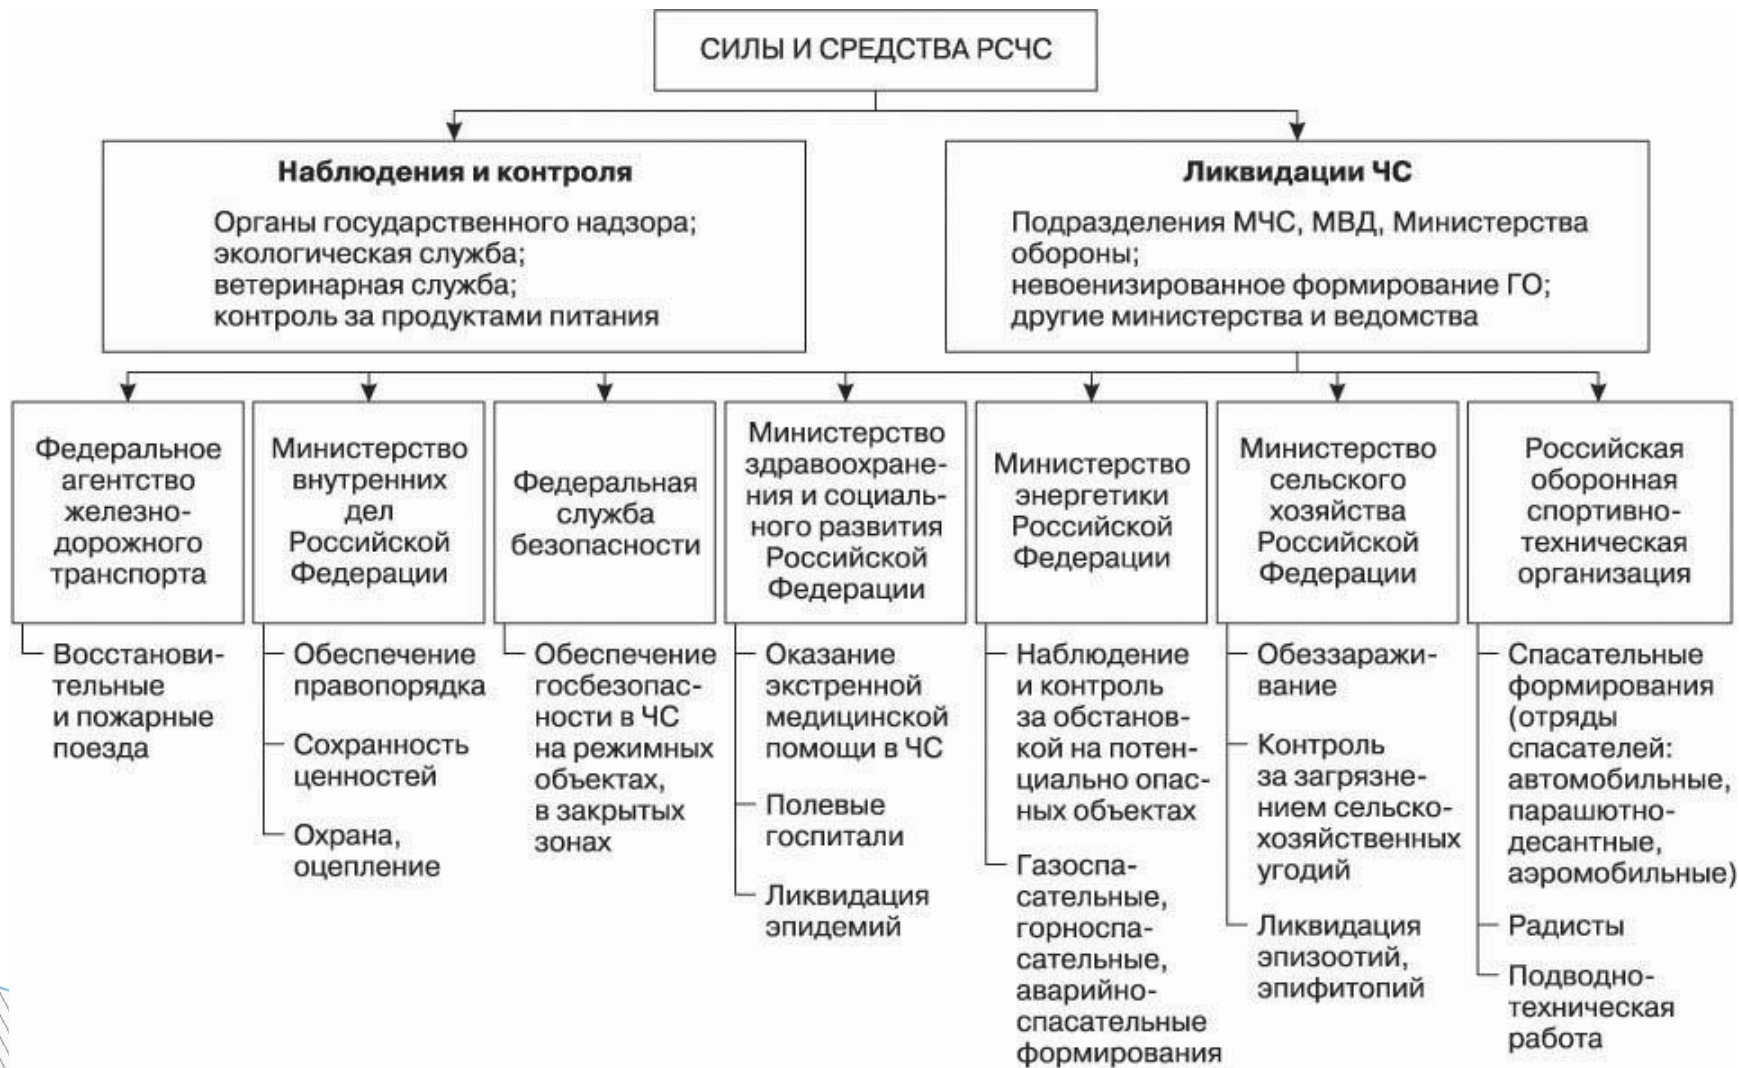 СИЛЫ И СРЕДСТВА РСЧС
Наблюдения и контроля
Органы государственного надзора;
экологическая служба;
ветеринарная служба;
контроль за продуктами питания
Ликвидации ЧС
Подразделения МЧС, МВД, Министерства
обороны;
невоенизированное формирование ГО;
другие министерства и ведомства
Федеральное
агентство
железно-
дорожного
транспорта
Восстанови-
тельные
и пожарные
поезда
Министерство
внутренних
дел
Российской
Федерации
Обеспечение
правопорядка
Сохранность
ценностей
Охрана,
оцепление
Федеральная
служба
безопасности
Обеспечение
госбезопас-
ности в ЧС
на режимных
объектах,
в закрытых
зонах
Министерство
здравоохране-
ния и социаль-
ного развития
Российской
Федерации
Оказание
экстренной
медицинской
помощи в ЧС
Полевые
госпитали
Ликвидация
эпидемий
Министерство
энергетики
Российской
Федерации
Наблюдение
и контроль
за обстанов-
кой на потен-
циально опас-
ных объектах
Газоспа-
сательные,
горноспа-
сательные,
аварийно-
спасательные
формирования
Министерство
сельского
хозяйства
Российской
Федерации
Обеззаражи-
вание
Контроль
за загрязне-
нием сельско-
хозяйственных
угодий
Ликвидация
эпизоотий,
эпифитопий
Российская
оборонная
спортивно-
техническая
организация
Спасательные
формирования
(отряды
спасателей:
автомобильные,
парашютно-
десантные,
аэромобильные)
Радисты
Подводно-
техническая
работа